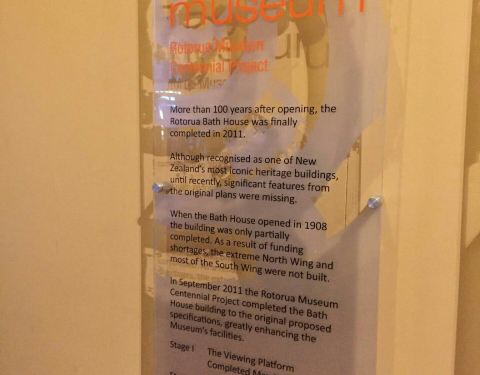 museum
Rotorua Museum
Centennial Project
More than 100 years after opening, the
Rotorua Bath House was finally
completed in 2011.
Although recognised as one of New
Zealand's most iconic heritage buildings,
until recently, significant features from
the original plans were missing.
When the Bath House opened in 1908
the building was only partially
completed. As a result of funding
shortages, the extreme North Wing and
most of the South Wing were not built.
In September 2011 the Rotorua Museum
Centennial Project completed the Bath
House building to the original proposed
specifications, greatly enhancing the
Museum's facilities.
Stage I The Viewing Platform
Completed